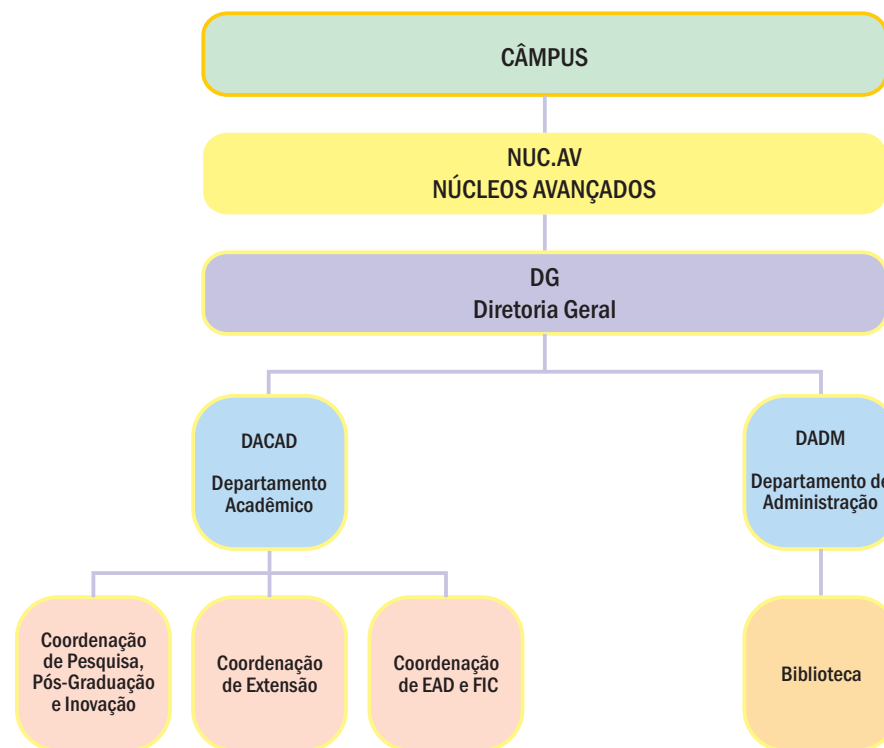 CÂMPUS
NUC.AV
NÚCLEOS AVANÇADOS
DG
Diretoria Geral
DACAD
Departamento
Acadêmico
DADM
Departamento de
Administração
Coordenação
de Pesquisa,
Pós-Graduação
e Inovação
Coordenação
de Extensão
Coordenação
de EAD e FIC
Biblioteca